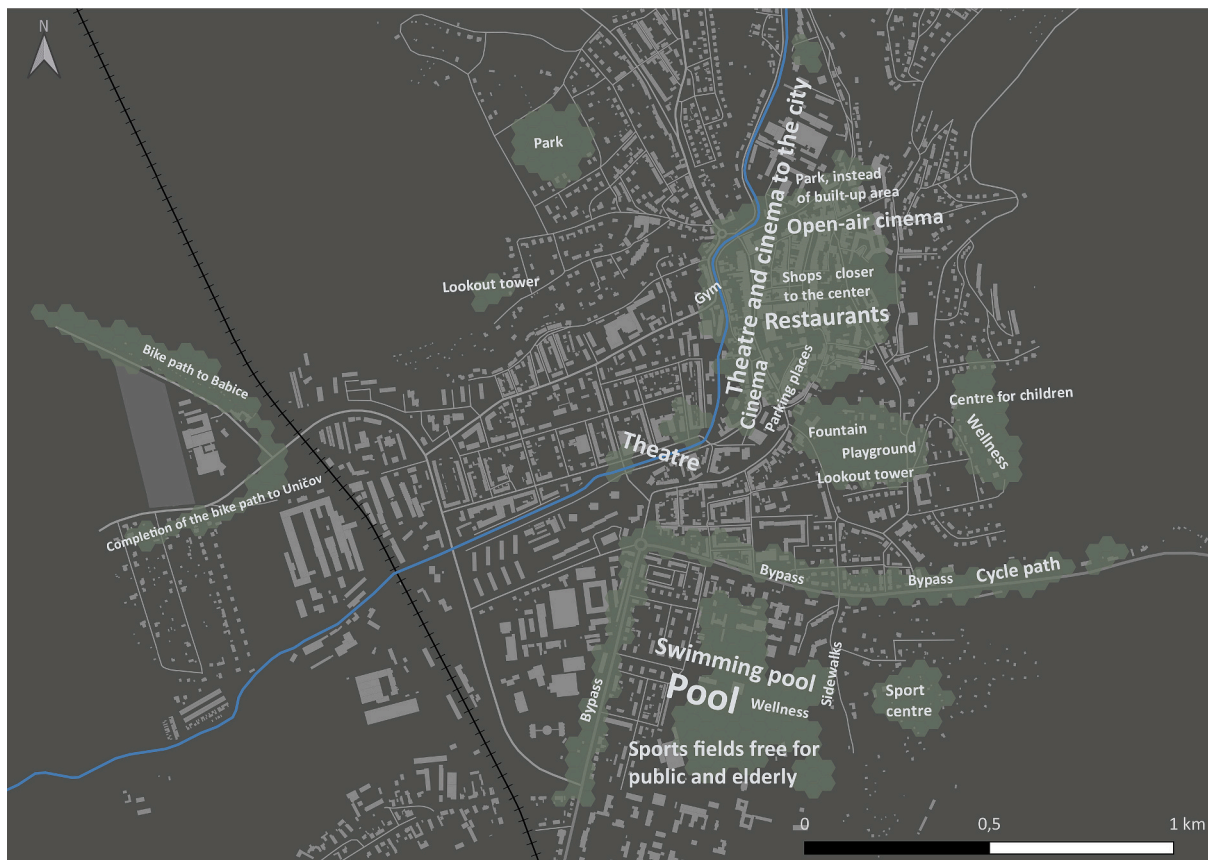 N
Theatre and cinema to the city
Park
Park, instead
of built-up area
Open-air cinema
Shops closer
to the center
Lookout tower
Gym
Restaurants
Bike path to Babice
Cinema
Parking places
Centre for children
Wellness
Fountain
Playground
Lookout tower
Theatre
Completion of the bike path to Uničov
Bypass
Bypass
Cycle path
Swimming pool
Pool
Wellness
Sidewalks
Sport
centre
Bypass
Sports fields free for
public and elderly
0
0,5
1 km